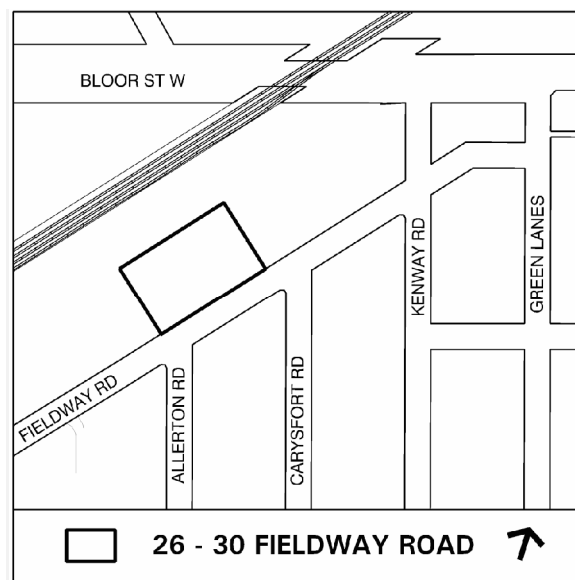 BLOOR ST W
KENWAY RD
GREEN LANES
FIELDWAY RD
ALLERTON RD
CARYSFORT RD
26 - 30 FIELDWAY ROAD